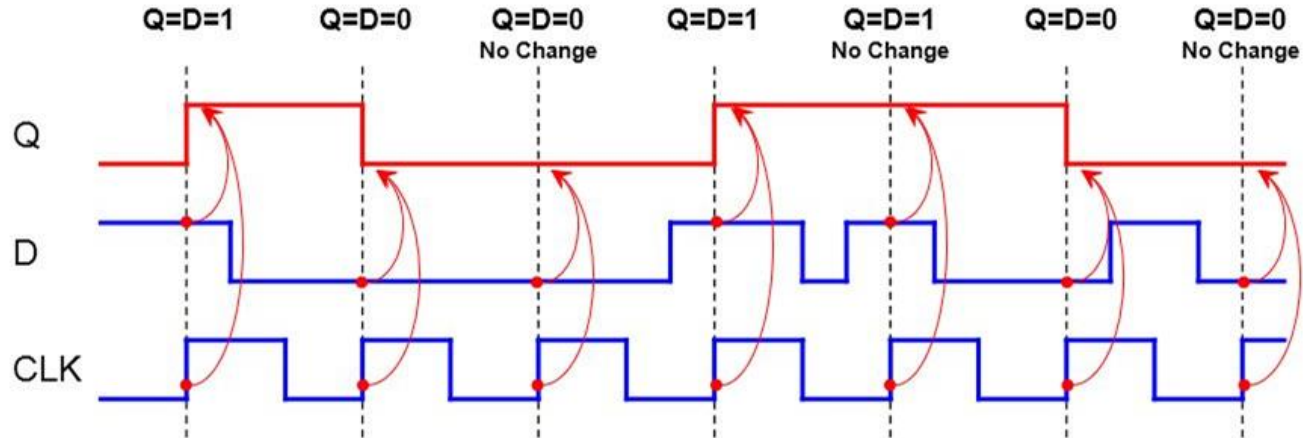 Q=D=1 Q=D=0 Q=D=0 Q=D=1 Q=D=1 Q=D=0 Q=D=0
No Change No Change No Change
Q
D
CLK